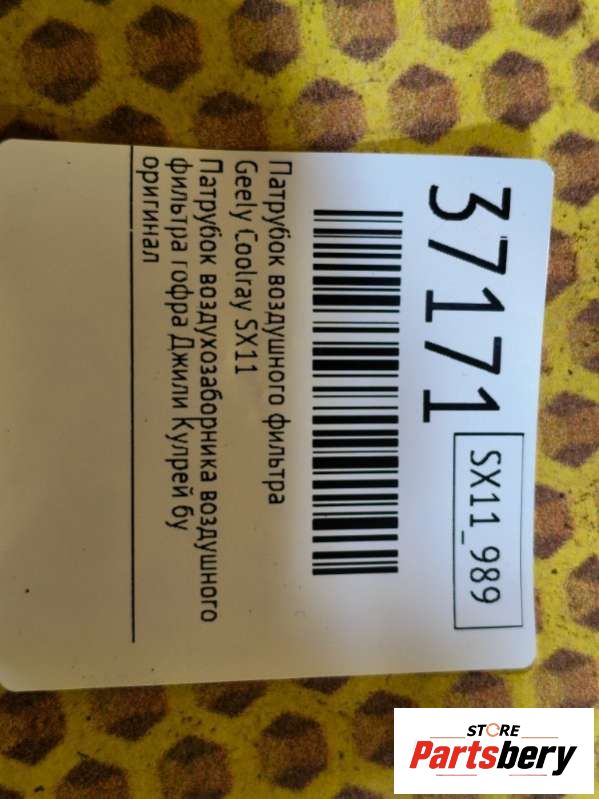 37171
SX11_989
Патрубок воздушного фильтра
Geely Coolray SX11
Патрубок воздухозаборника воздушного
фильтра гофра Джили Кулрей бу
оригинал
STORE
Partsbery